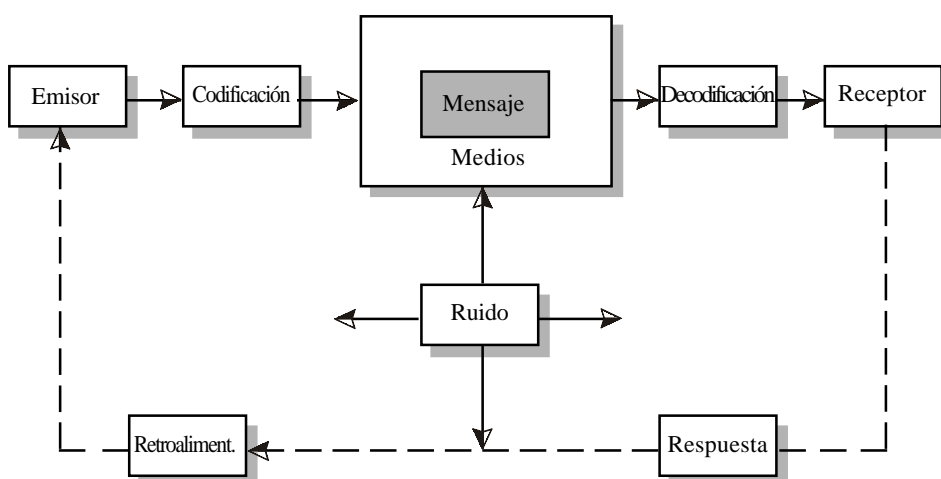 Emisor
Codificación
Mensaje
Medios
Decodificación
Receptor
Ruido
Retroaliment.
Respuesta